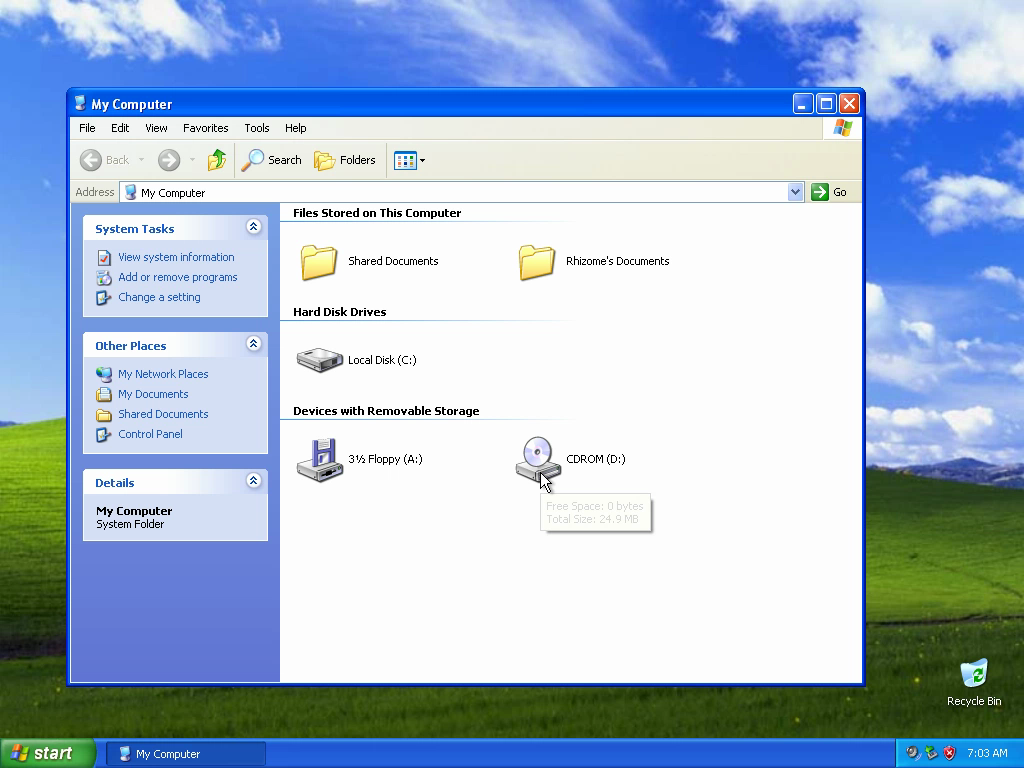 My Computer
File Edit View Favorites Tools Help
Back Search Folders
Address My Computer Go
System Tasks
View system information
Add or remove programs
Change a setting
Other Places
My Network Places
My Documents
Shared Documents
Control Panel
Details
My Computer
System Folder
Files Stored on This Computer
Shared Documents Rhizome's Documents
Hard Disk Drives
Local Disk (C:)
Devices with Removable Storage
3½ Floppy (A:) CDROM (D:)
Free Space: 0 bytes
Total Size: 24.9 MB
Recycle Bin
start My Computer 7:03 AM